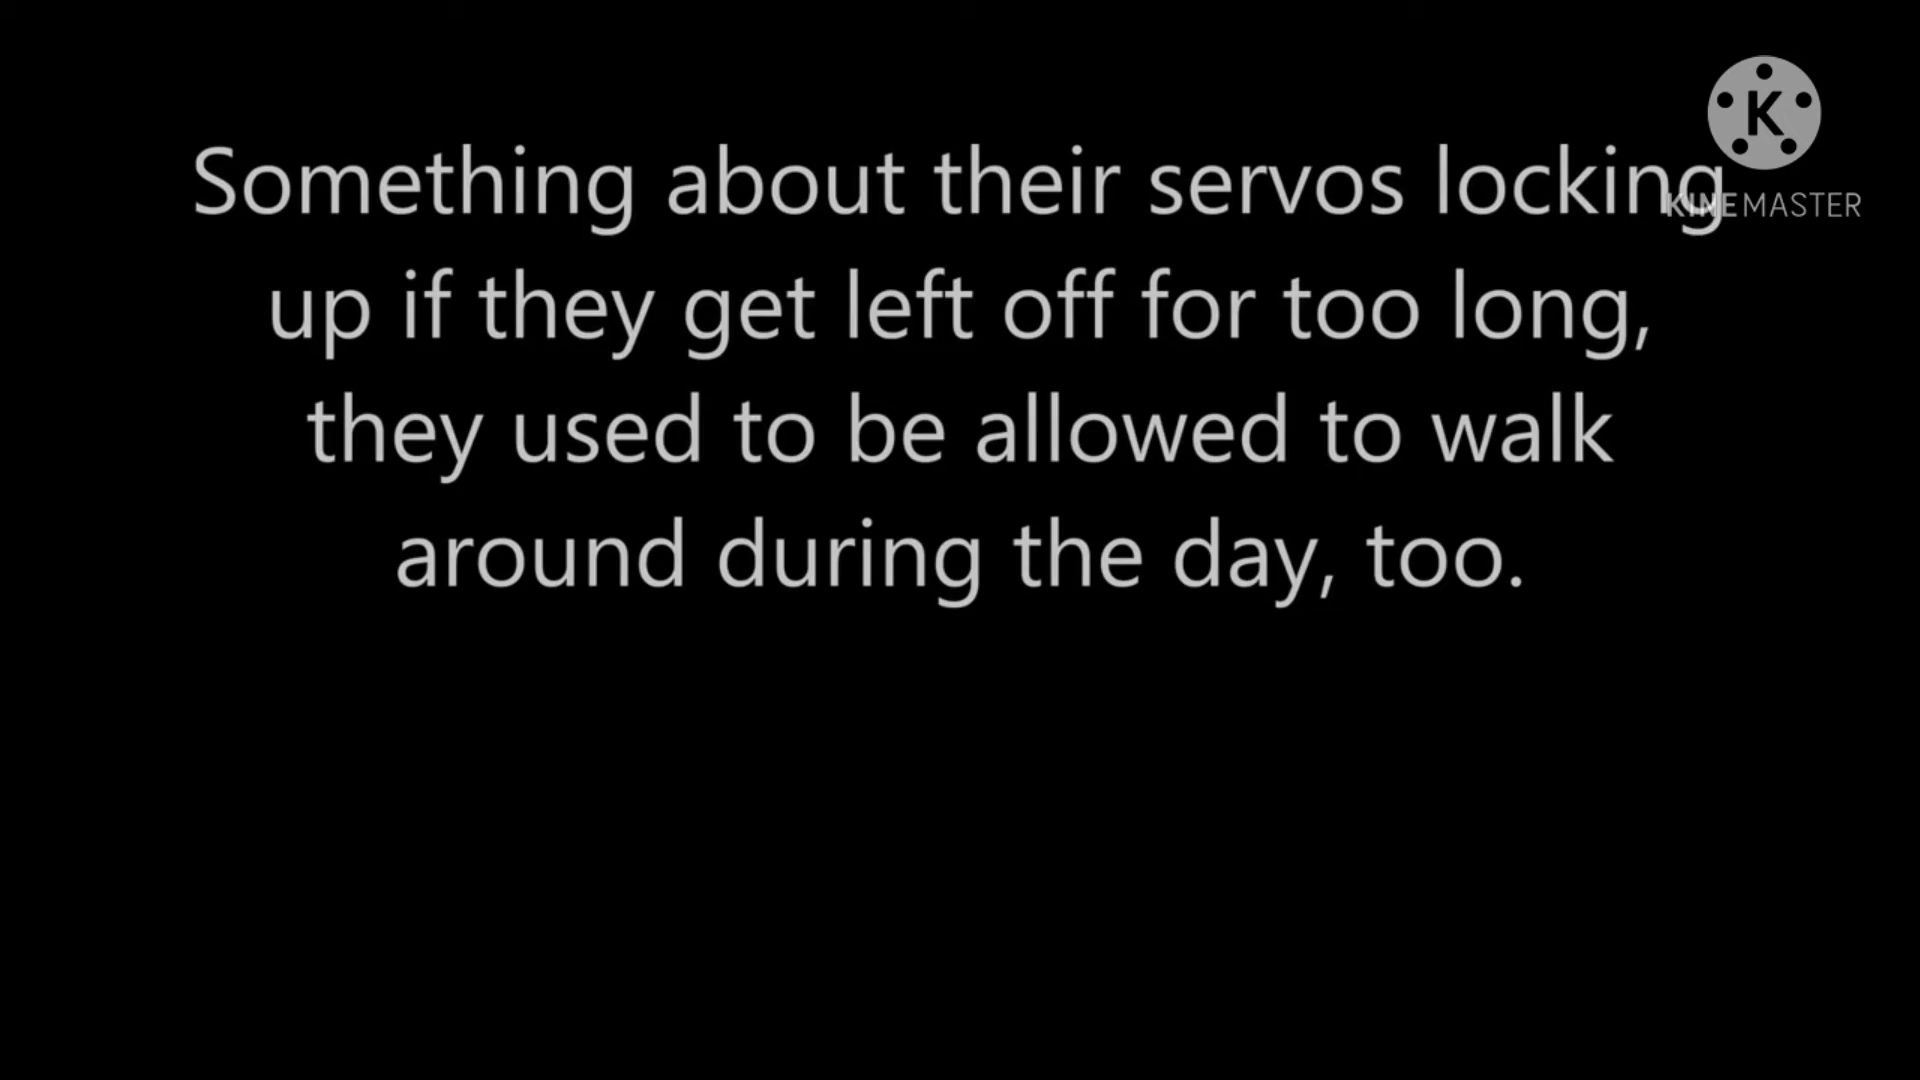 Something about their servos locking
up if they get left off for too long,
they used to be allowed to walk
around during the day, too.
K
KINEMASTER